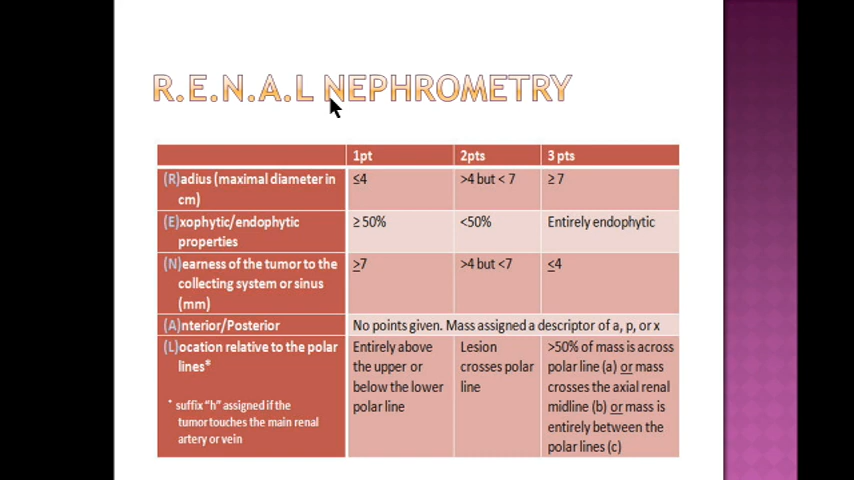 R.E.N.A.L NEPHROMETRY
1pt 2pts 3 pts
(R)adius (maximal diameter in
cm)
≤4 >4 but < 7 ≥ 7
(E)xophytic/endophytic
properties
≥ 50% <50% Entirely endophytic
(N)earness of the tumor to the
collecting system or sinus
(mm)
≥7 >4 but <7 ≤4
(A)nterior/Posterior
No points given. Mass assigned a descriptor of a, p, or x
(L)ocation relative to the polar
lines*
* suffix "h" assigned if the
tumor touches the main renal
artery or vein
Entirely above
the upper or
below the lower
polar line
Lesion
crosses polar
line
>50% of mass is across
polar line (a) or mass
crosses the axial renal
midline (b) or mass is
entirely between the
polar lines (c)